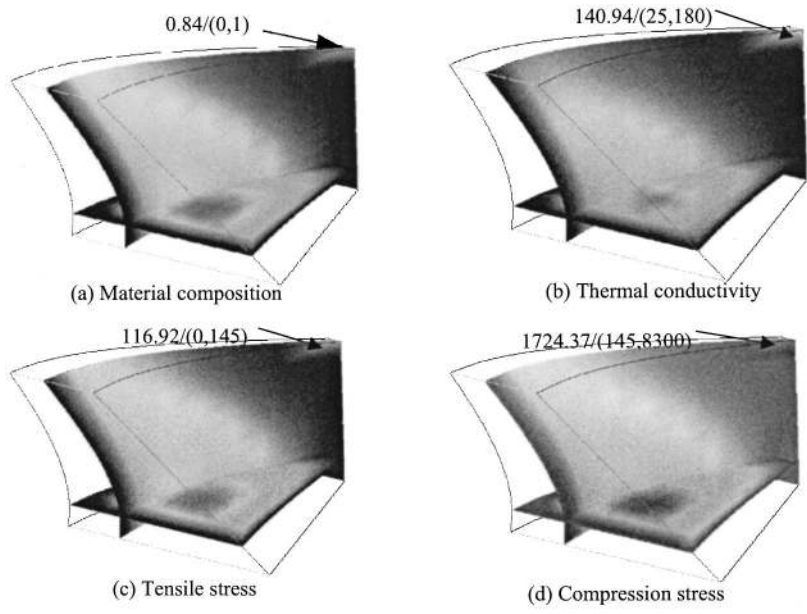 0.84/(0,1)
140.94/(25,180)
(a) Material composition
(b) Thermal conductivity
116.92/(0,145)
1724.37/(145,8300)
(c) Tensile stress
(d) Compression stress